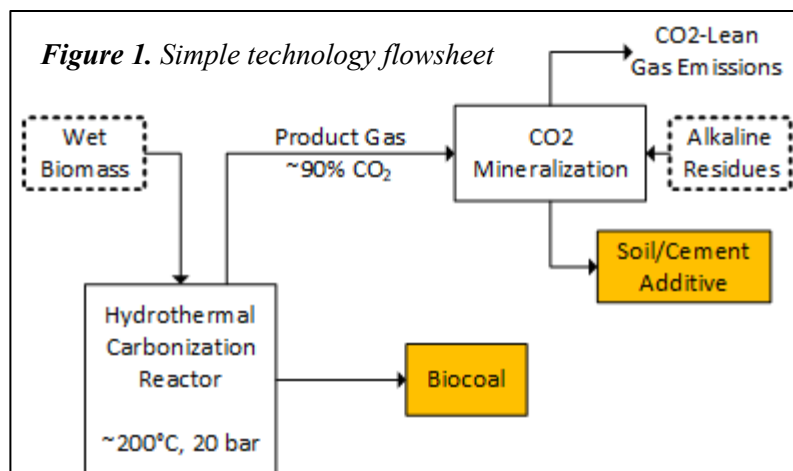 Figure 1. Simple technology flowsheet
CO2-Lean
Gas Emissions
Wet
Biomass
Product Gas
~90% CO₂
CO2
Mineralization
Alkaline
Residues
Soil/Cement
Additive
Hydrothermal
Carbonization
Reactor
~200°C, 20 bar
Biocoal